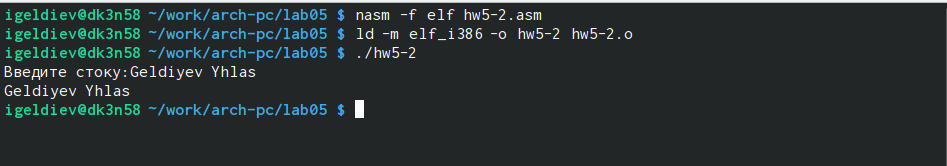 igeldiev@dk3n58 ~/work/arch-pc/lab05 $ nasm -f elf hw5-2.asm
igeldiev@dk3n58 ~/work/arch-pc/lab05 $ ld -m elf_i386 -o hw5-2 hw5-2.o
igeldiev@dk3n58 ~/work/arch-pc/lab05 $ ./hw5-2
Введите стоку:Geldiyev Yhlas
Geldiyev Yhlas
igeldiev@dk3n58 ~/work/arch-pc/lab05 $